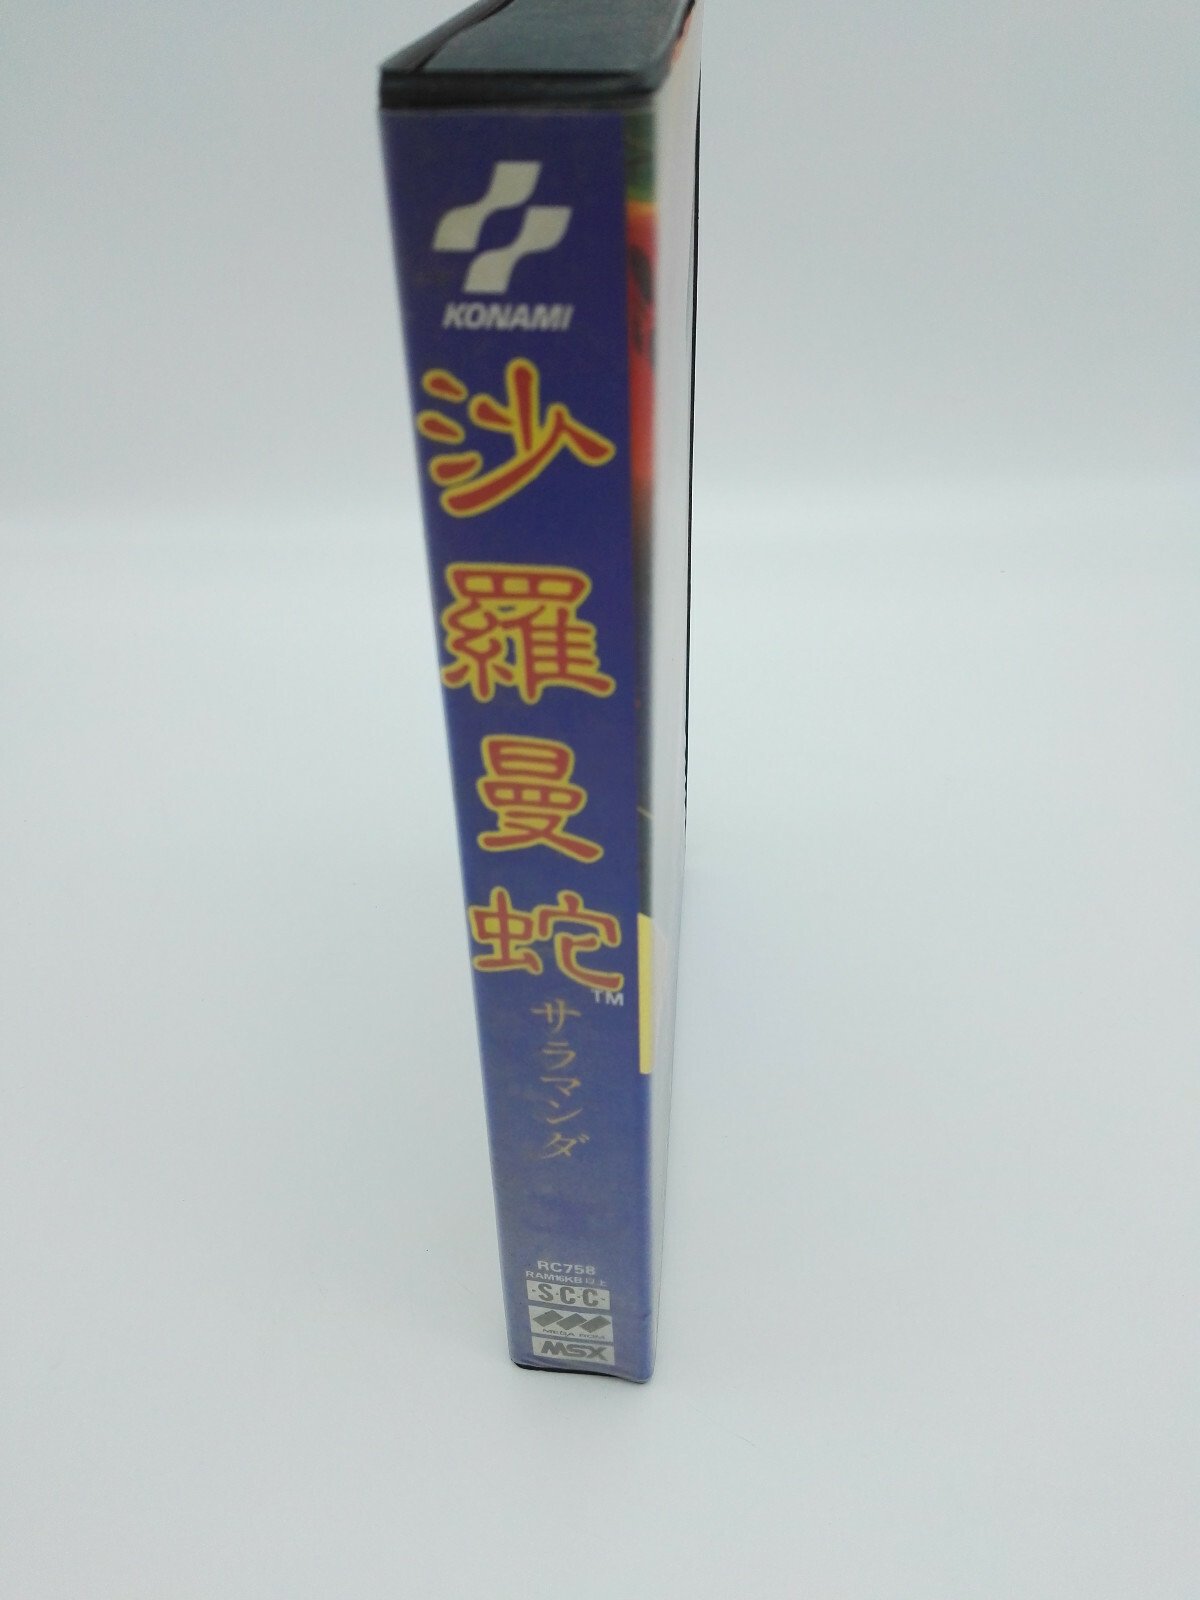 KONAMI
沙羅曼蛇
TM
サラマンダ
RC758
RAM16KB以上
S·C·C
MEGA ROM
MSX